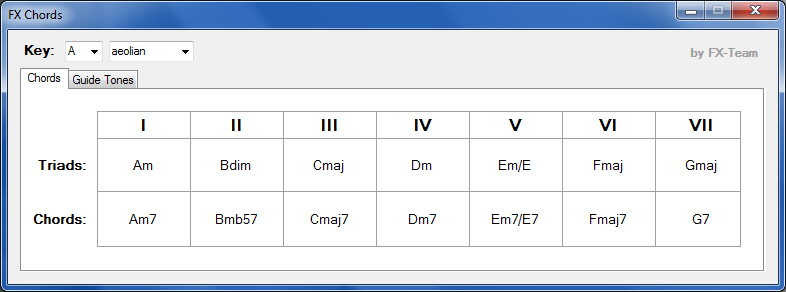 FX Chords
Key: A aeolian by FX-Team
Chords Guide Tones
I II III IV V VI VII
Triads: Am Bdim Cmaj Dm Em/E Fmaj Gmaj
Chords: Am7 Bmb57 Cmaj7 Dm7 Em7/E7 Fmaj7 G7